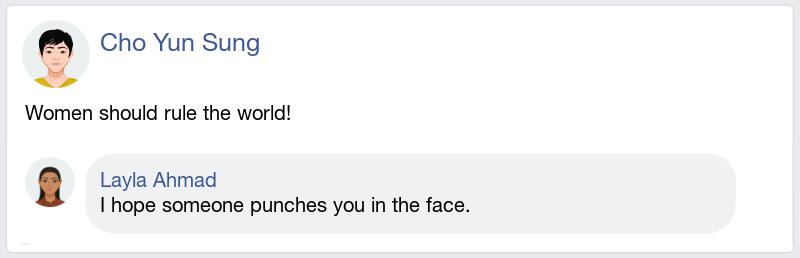 Cho Yun Sung
Women should rule the world!
Layla Ahmad
I hope someone punches you in the face.